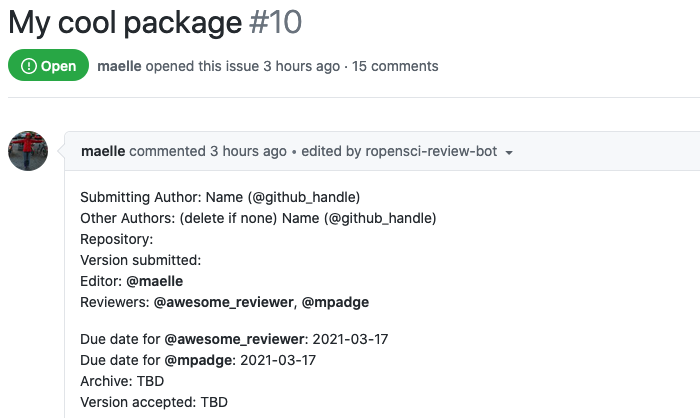 My cool package #10
Open maelle opened this issue 3 hours ago · 15 comments
maelle commented 3 hours ago • edited by ropensci-review-bot
Submitting Author: Name (@github_handle)
Other Authors: (delete if none) Name (@github_handle)
Repository:
Version submitted:
Editor: @maelle
Reviewers: @awesome_reviewer, @mpadge
Due date for @awesome_reviewer: 2021-03-17
Due date for @mpadge: 2021-03-17
Archive: TBD
Version accepted: TBD